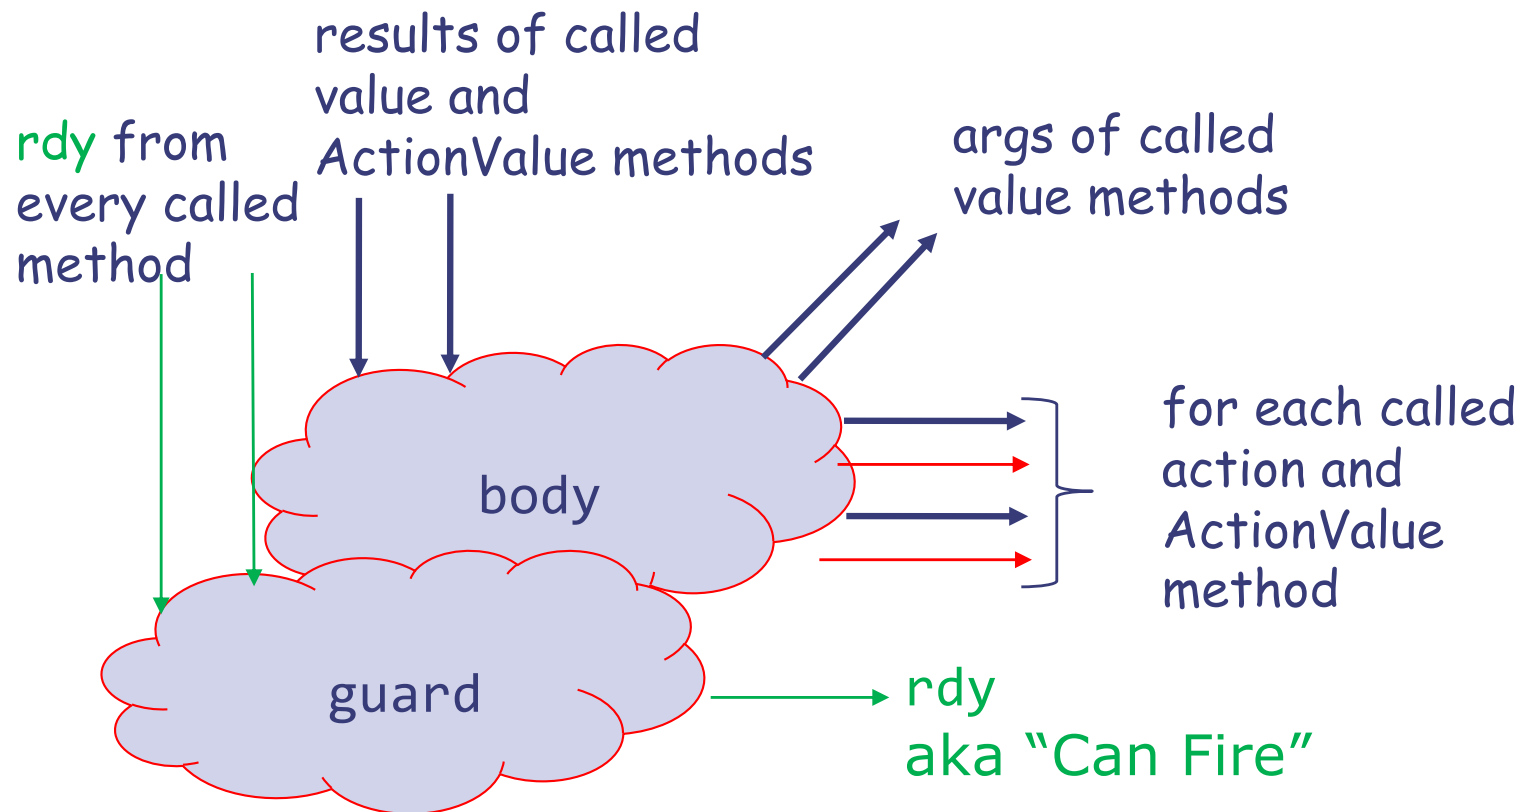 results of called
value and
ActionValue methods
rdy from
every called
method
args of called
value methods
for each called
action and
ActionValue
method
body
guard
rdy
aka “Can Fire”